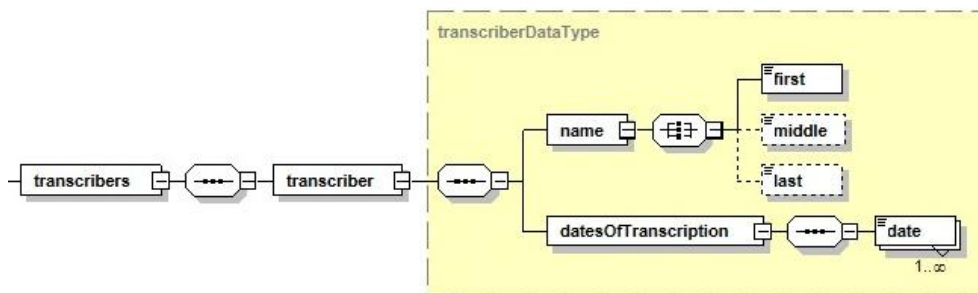 transcriberDataType
first
name
middle
transcribers
transcriber
last
datesOfTranscription
date
1..∞